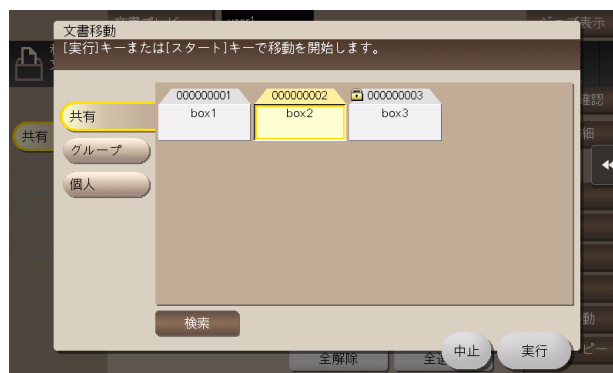 文書移動
[実行]キーまたは[スタート]キーで移動を開始します。
000000001
000000002
000000003
共有
box1
box2
box3
グループ
個人
検索
中止
実行
共有
user1
表示
確認
細
動
ピー
全解除